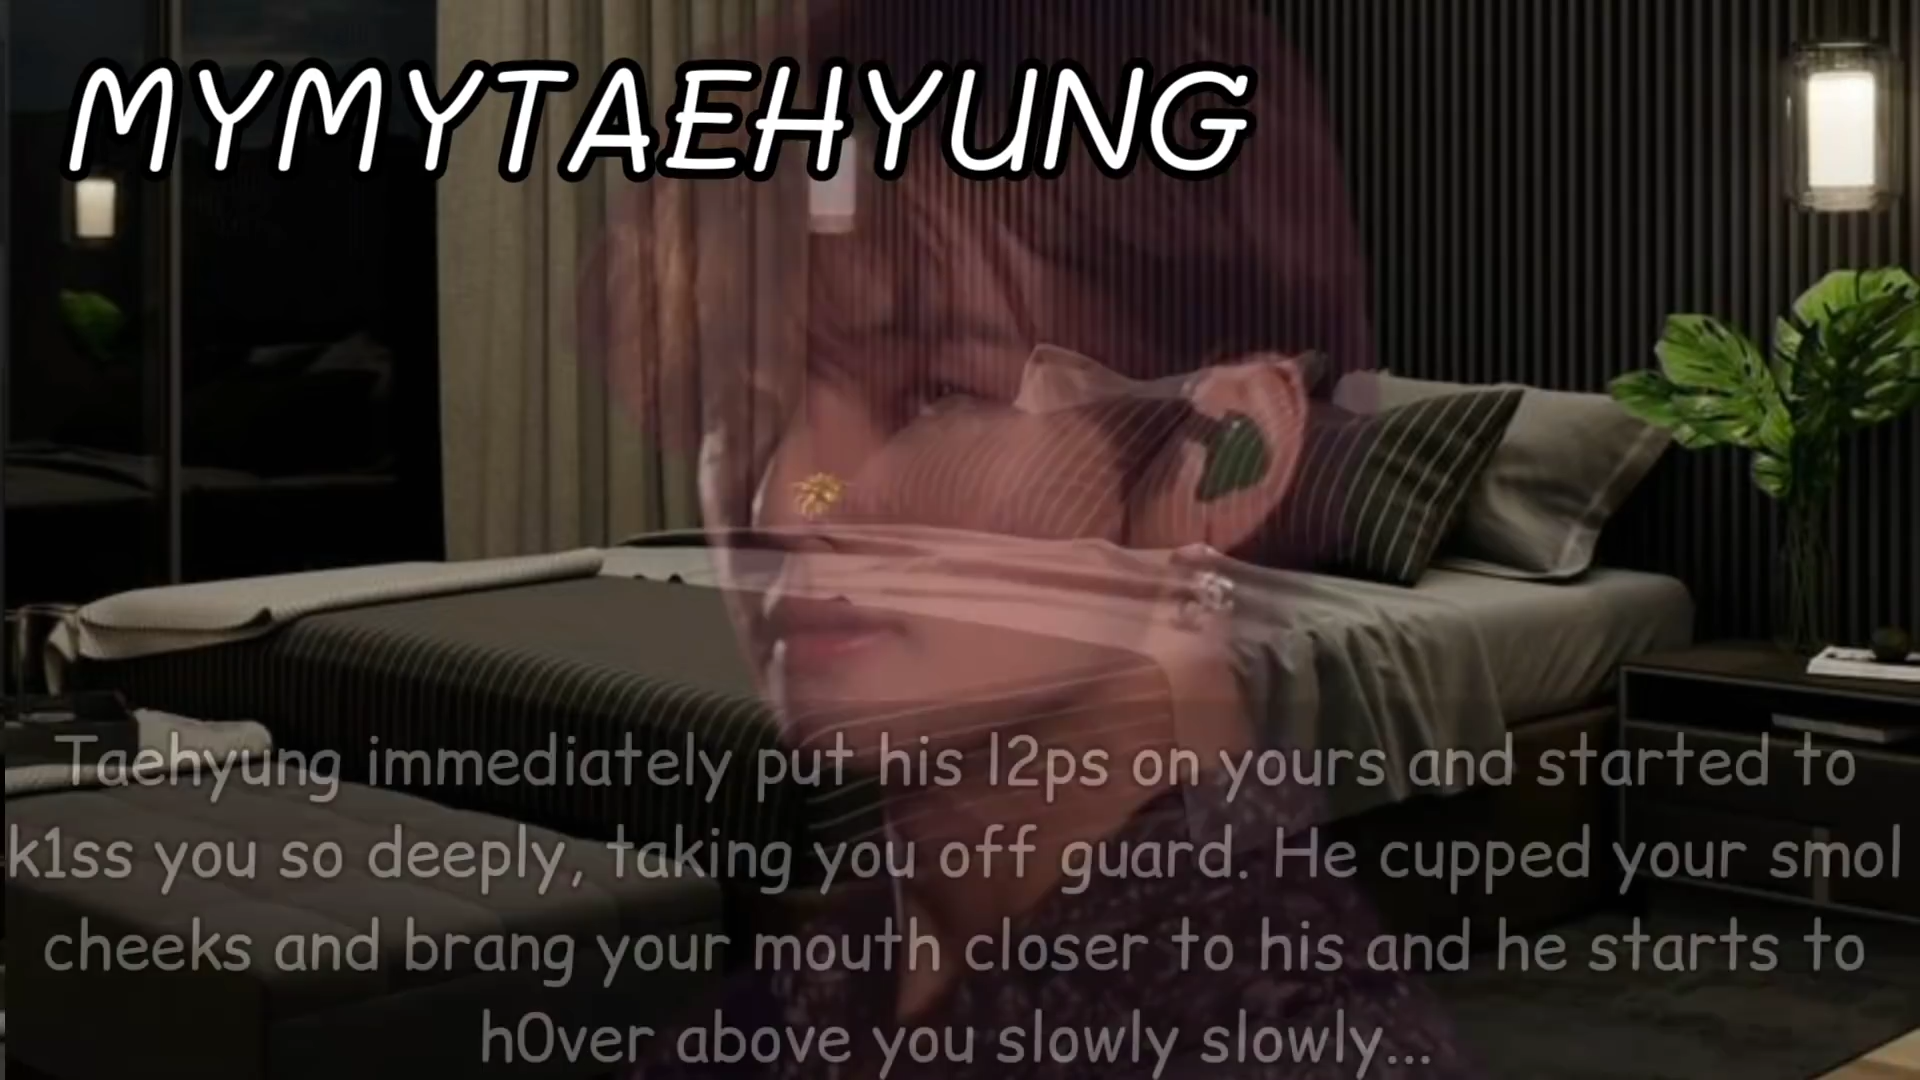 MYMYTAEHYUNG
Taehyung immediately put his l2ps on yours and started to
k1ss you so deeply, taking you off guard. He cupped your smol
cheeks and brang your mouth closer to his and he starts to
h0ver above you slowly slowly...